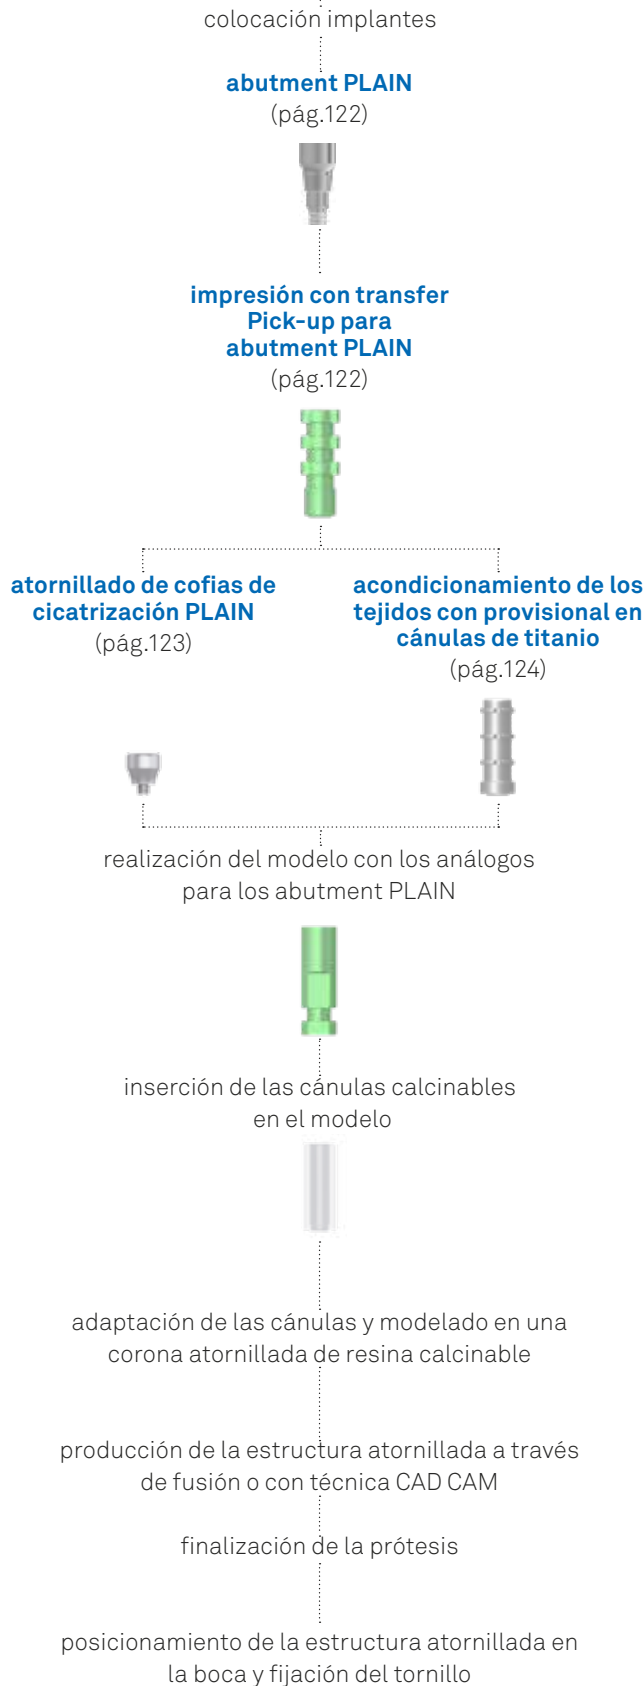 colocación implantes
abutment PLAIN
(pág.122)
impresión con transfer
Pick-up para
abutment PLAIN
(pág.122)
atornillado de cofias de
cicatrización PLAIN
(pág.123)
acondicionamiento de los
tejidos con provisional en
cánulas de titanio
(pág.124)
realización del modelo con los análogos
para los abutment PLAIN
inserción de las cánulas calcinables
en el modelo
adaptación de las cánulas y modelado en una
corona atornillada de resina calcinable
producción de la estructura atornillada a través
de fusión o con técnica CAD CAM
finalización de la prótesis
posicionamiento de la estructura atornillada en
la boca y fijación del tornillo